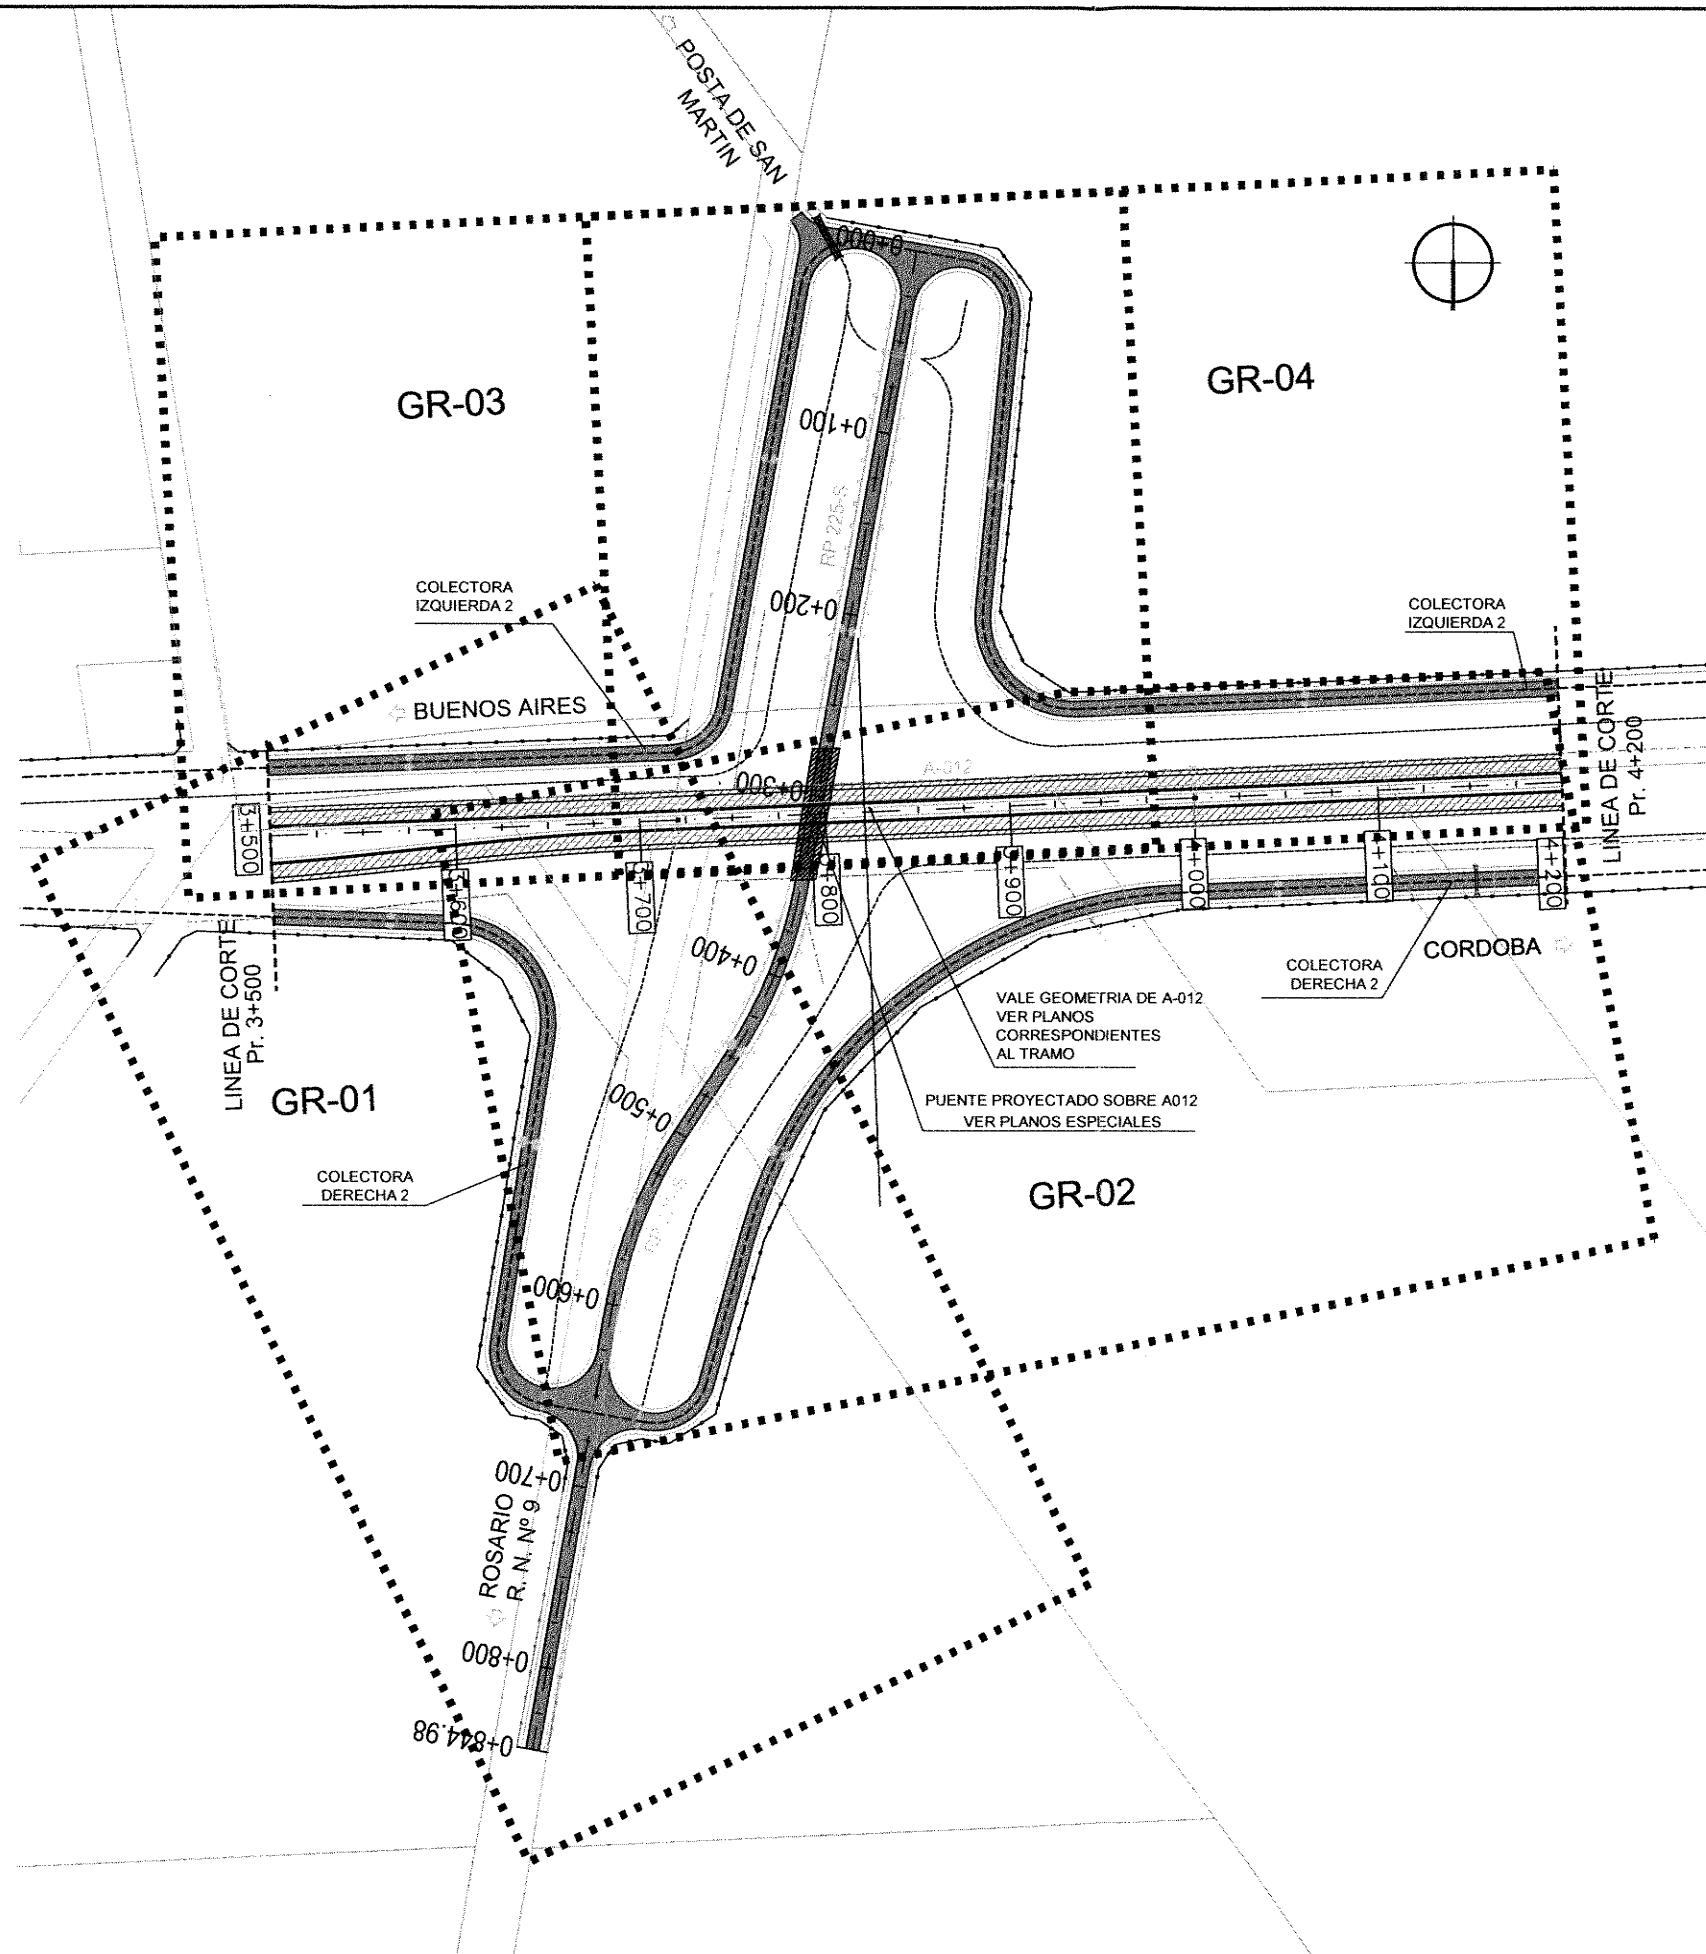 POSTA DE SAN
MARTIN
0+000
GR-03
GR-04
0+100
RP 225-S
0+200
COLECTORA
IZQUIERDA 2
COLECTORA
IZQUIERDA 2
BUENOS AIRES
LINEA DE CORTE
Pr. 4+200
A-012
0+300
3+500
3+600
3+700
3+800
3+900
4+000
4+100
4+200
LINEA DE CORTE
Pr. 3+500
0+400
CORDOBA
COLECTORA
DERECHA 2
VALE GEOMETRIA DE A-012
VER PLANOS
CORRESPONDIENTES
AL TRAMO
GR-01
0+500
PUENTE PROYECTADO SOBRE A012
VER PLANOS ESPECIALES
COLECTORA
DERECHA 2
GR-02
0+600
0+700
ROSARIO
R. N. Nº 9
0+800
0+844.98